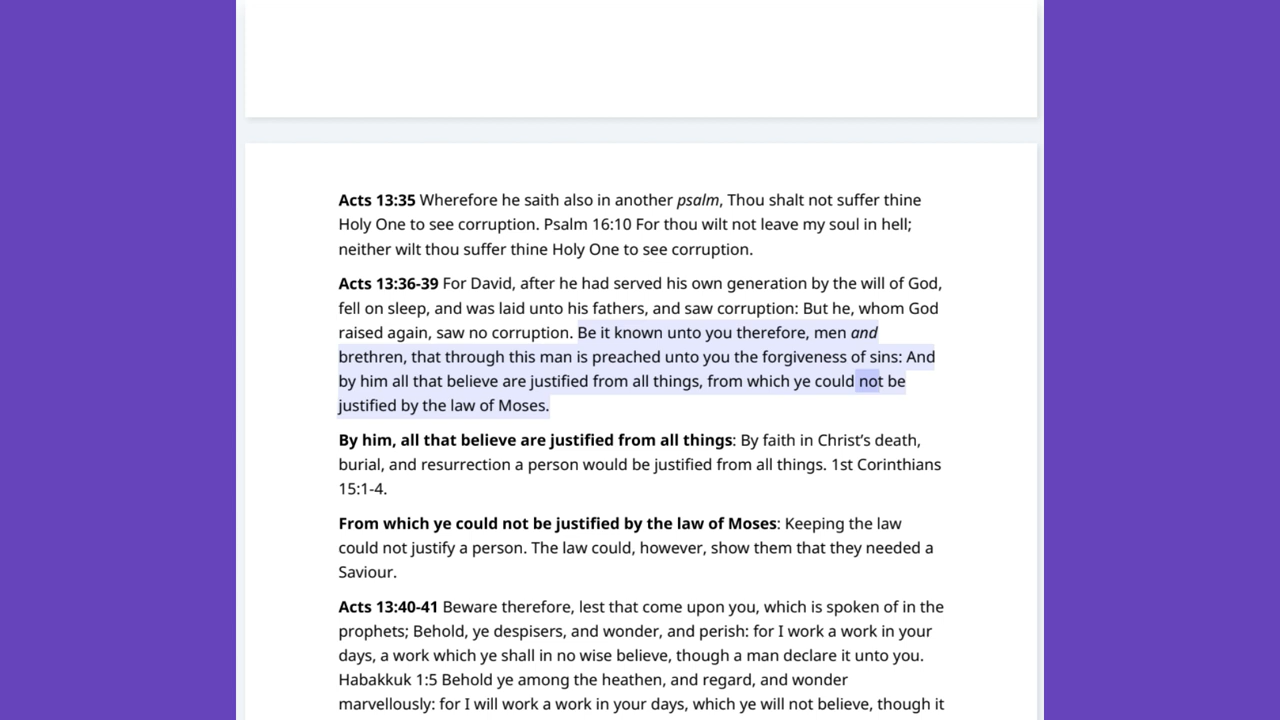 Acts 13:35 Wherefore he saith also in another psalm, Thou shalt not suffer thine
Holy One to see corruption. Psalm 16:10 For thou wilt not leave my soul in hell;
neither wilt thou suffer thine Holy One to see corruption.
Acts 13:36-39 For David, after he had served his own generation by the will of God,
fell on sleep, and was laid unto his fathers, and saw corruption: But he, whom God
raised again, saw no corruption. Be it known unto you therefore, men and
brethren, that through this man is preached unto you the forgiveness of sins: And
by him all that believe are justified from all things, from which ye could not be
justified by the law of Moses.
By him, all that believe are justified from all things: By faith in Christ’s death,
burial, and resurrection a person would be justified from all things. 1st Corinthians
15:1-4.
From which ye could not be justified by the law of Moses: Keeping the law
could not justify a person. The law could, however, show them that they needed a
Saviour.
Acts 13:40-41 Beware therefore, lest that come upon you, which is spoken of in the
prophets; Behold, ye despisers, and wonder, and perish: for I work a work in your
days, a work which ye shall in no wise believe, though a man declare it unto you.
Habakkuk 1:5 Behold ye among the heathen, and regard, and wonder
marvellously: for I will work a work in your days, which ye will not believe, though it